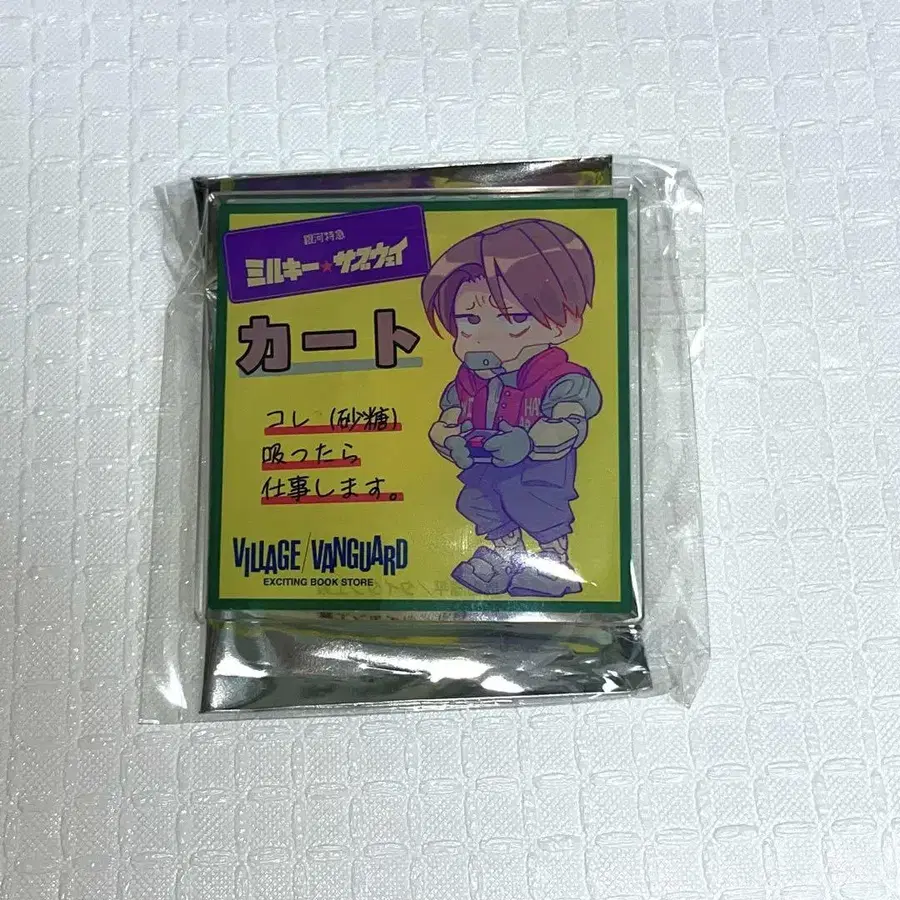 銀河特急
ミルキー★サブウェイ
カート
コレ (砂糖)
吸ったら
仕事します。
VILLAGE/VANGUARD
EXCITING BOOK STORE
HAV